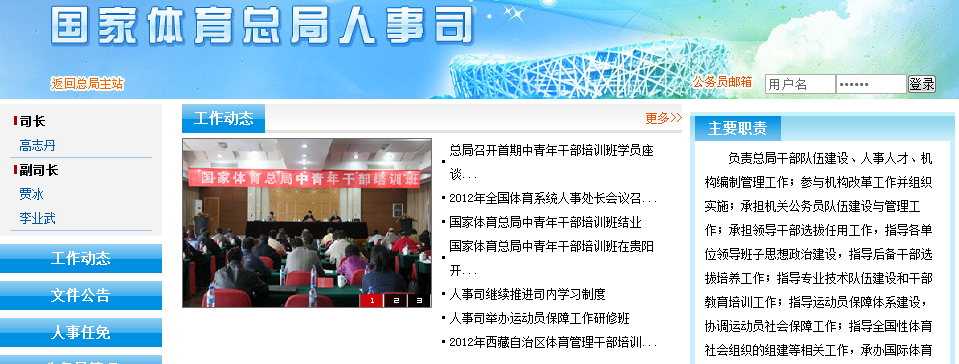 国家体育总局人事司
返回总局主站
公务员邮箱
用户名
••••••
登录
司长
高志丹
副司长
贾冰
李业武
工作动态
文件公告
人事任免
工作动态
更多>>
国家体育总局中青年干部培训班
1 2 3
总局召开首期中青年干部培训班学员座
谈...
2012年全国体育系统人事处长会议召...
国家体育总局中青年干部培训班结业
国家体育总局中青年干部培训班在贵阳
开...
人事司继续推进司内学习制度
人事司举办运动员保障工作研修班
2012年西藏自治区体育管理干部培训...
主要职责
负责总局干部队伍建设、人事人才、机
构编制管理工作；参与机构改革工作并组织
实施；承担机关公务员队伍建设与管理工
作；承担领导干部选拔任用工作，指导各单
位领导班子思想政治建设，指导后备干部选
拔培养工作；指导专业技术队伍建设和干部
教育培训工作；指导运动员保障体系建设，
协调运动员社会保障工作；指导全国性体育
社会组织的组建等相关工作，承办国际体育